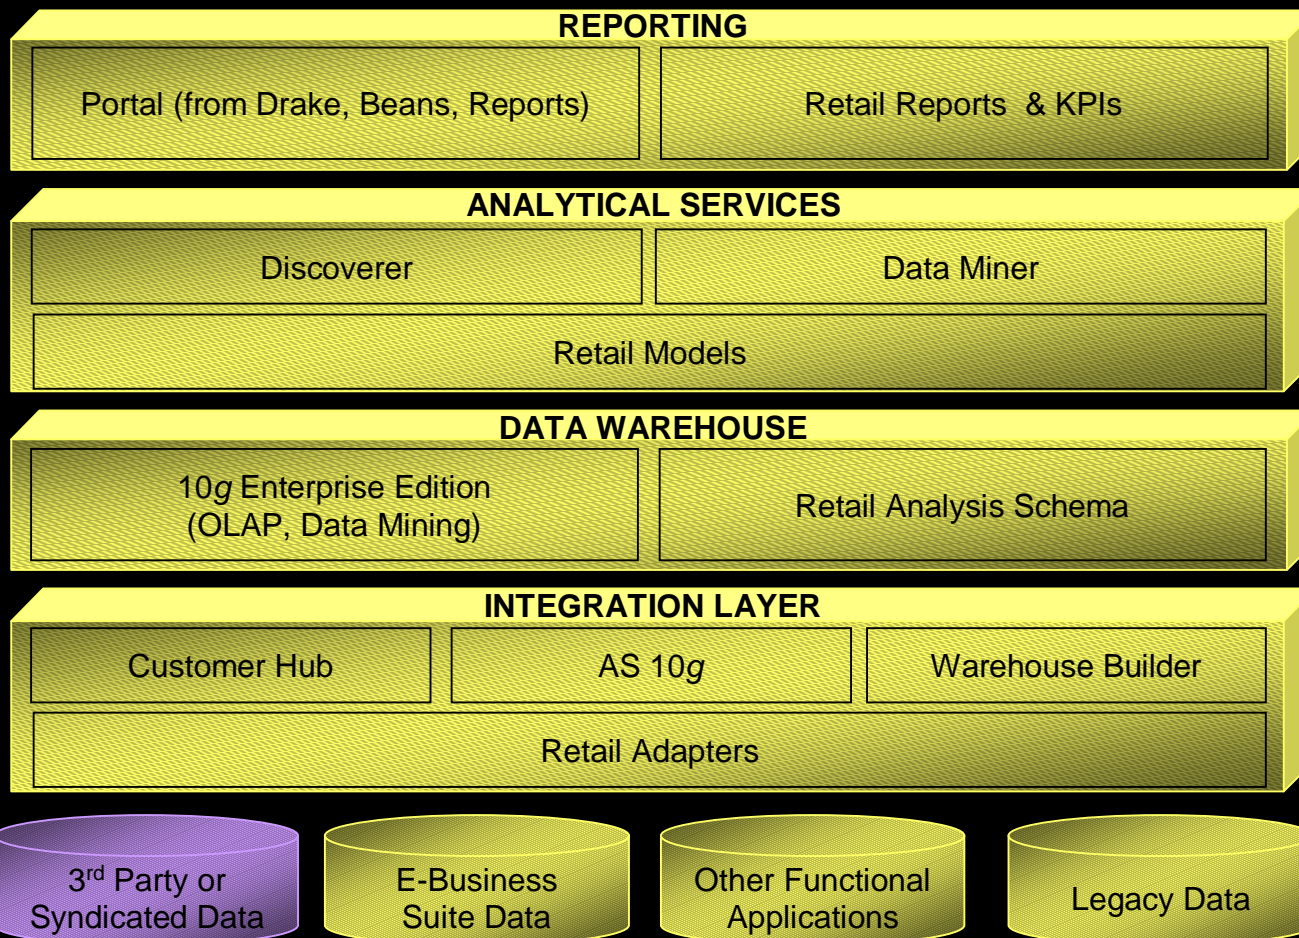 REPORTING
Portal (from Drake, Beans, Reports)
Retail Reports & KPIs
ANALYTICAL SERVICES
Discoverer
Data Miner
Retail Models
DATA WAREHOUSE
10g Enterprise Edition
(OLAP, Data Mining)
Retail Analysis Schema
INTEGRATION LAYER
Customer Hub
AS 10g
Warehouse Builder
Retail Adapters
3rd Party or
Syndicated Data
E-Business
Suite Data
Other Functional
Applications
Legacy Data